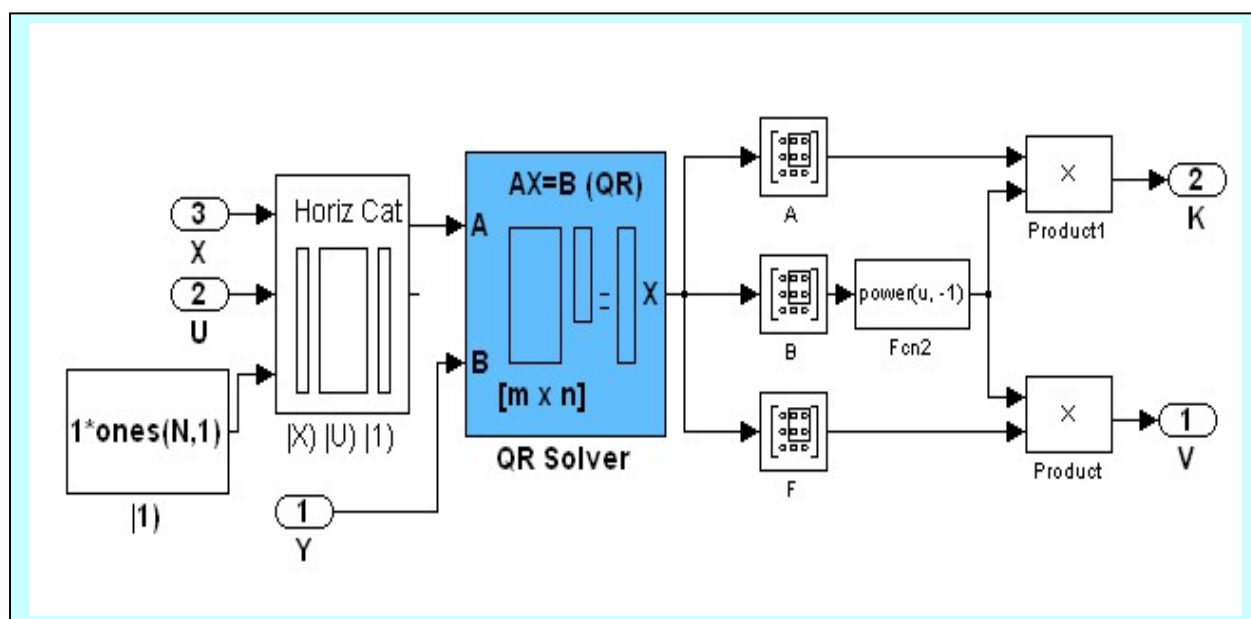 3
X
2
U
1*ones(N,1)
|1)
Horiz Cat
|X) |U) |1)
1
Y
AX=B (QR)
A
B
=
X
[m x n]
QR Solver
A
B
F
power(u, -1)
Fcn2
X
Product1
2
K
X
Product
1
V